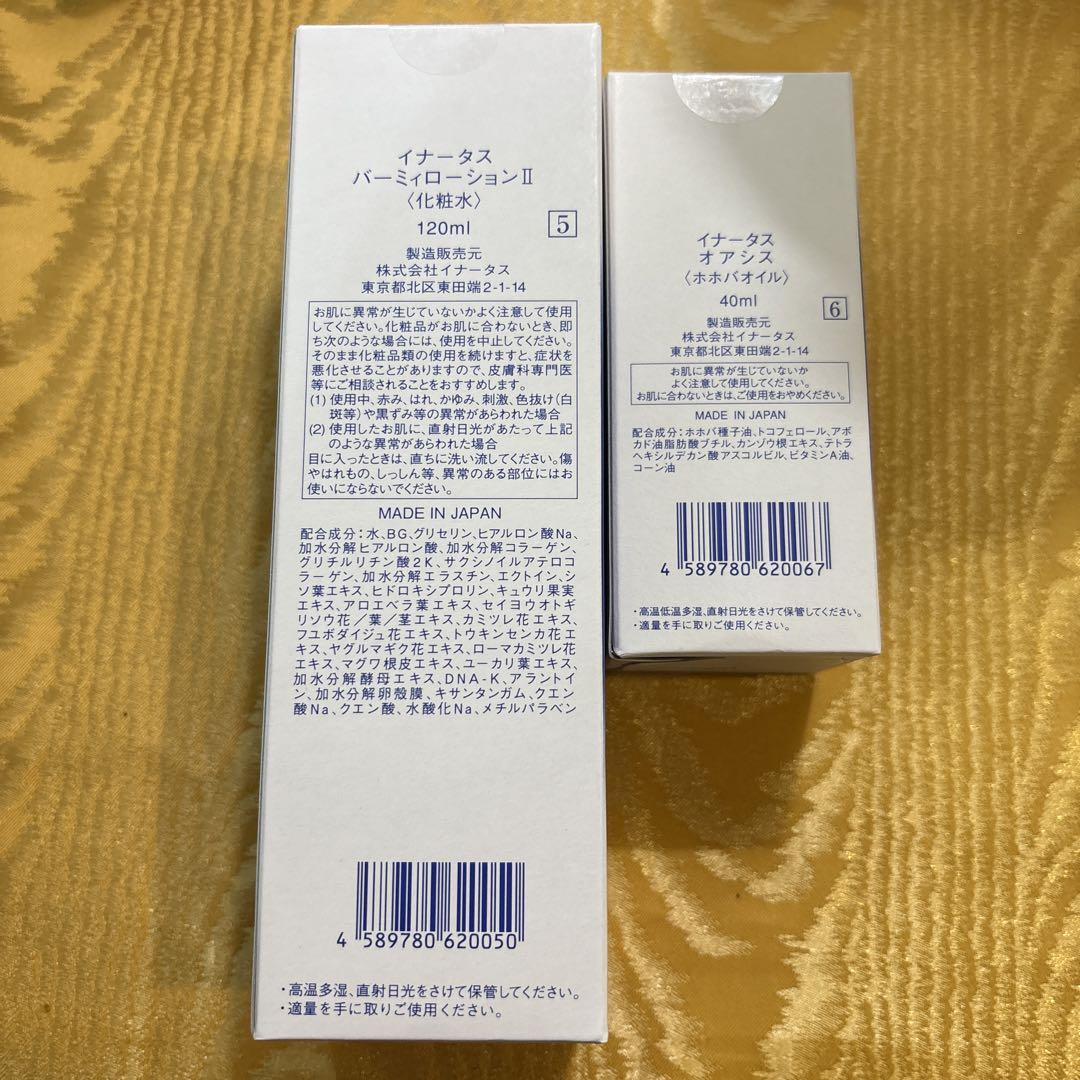 イナータス
バーミィローションⅡ
〈化粧水〉
120ml
5
製造販売元
株式会社イナータス
東京都北区東田端2-1-14
お肌に異常が生じていないかよく注意して使用
してください。化粧品がお肌に合わないとき、即
ち次のような場合には、使用を中止してください。
そのまま化粧品類の使用を続けますと、症状を
悪化させることがありますので、皮膚科専門医
等にご相談されることをおすすめします。
(1) 使用中、赤み、はれ、かゆみ、刺激、色抜け(白
斑等)や黒ずみ等の異常があらわれた場合
(2) 使用したお肌に、直射日光があたって上記
のような異常があらわれた場合
目に入ったときは、直ちに洗い流してください。傷
やはれもの、しっしん等、異常のある部位にはお
使いにならないでください。
MADE IN JAPAN
配合成分：水、BG、グリセリン、ヒアルロン酸Na、
加水分解ヒアルロン酸、加水分解コラーゲン、
グリチルリチン酸2K、サクシノイルアテロコ
ラーゲン、加水分解エラスチン、エクトイン、シ
ソ葉エキス、ヒドロキシプロリン、キュウリ果実
エキス、アロエベラ葉エキス、セイヨウオトギ
リソウ花／葉／茎エキス、カミツレ花エキス、
フユボダイジュ花エキス、トウキンセンカ花エ
キス、ヤグルマギク花エキス、ローマカミツレ花
エキス、マグワ根皮エキス、ユーカリ葉エキス、
加水分解酵母エキス、DNA-K、アラントイ
ン、加水分解卵殻膜、キサンタンガム、クエン
酸Na、クエン酸、水酸化Na、メチルパラベン
4 589780 620050
・高温多湿、直射日光をさけて保管してください。
・適量を手に取りご使用ください。
イナータス
オアシス
〈ホホバオイル〉
40ml
6
製造販売元
株式会社イナータス
東京都北区東田端2-1-14
お肌に異常が生じていないか
よく注意して使用してください。
お肌に合わないときは、ご使用をおやめください。
MADE IN JAPAN
配合成分：ホホバ種子油、トコフェロール、アボ
カド油脂肪酸ブチル、カンゾウ根エキス、テトラ
ヘキシルデカン酸アスコルビル、ビタミンA油、
コーン油
4 589780 620067
・高温低温多湿、直射日光をさけて保管してください。
・適量を手に取りご使用ください。